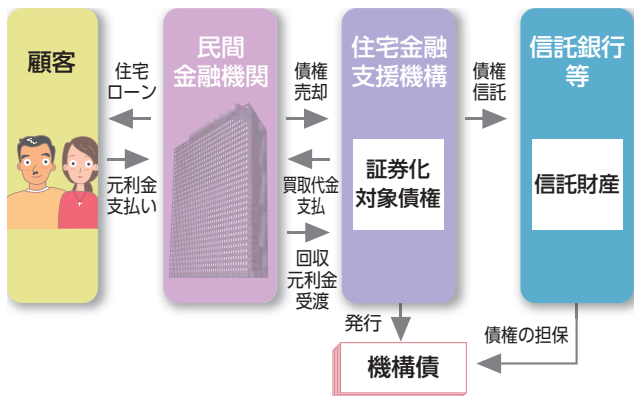 顧客
住宅
ローン
元利金
支払い
民間
金融機関
債権
売却
買取代金
支払
回収
元利金
受渡
住宅金融
支援機構
証券化
対象債権
債権
信託
信託銀行
等
信託財産
発行
債権の担保
機構債